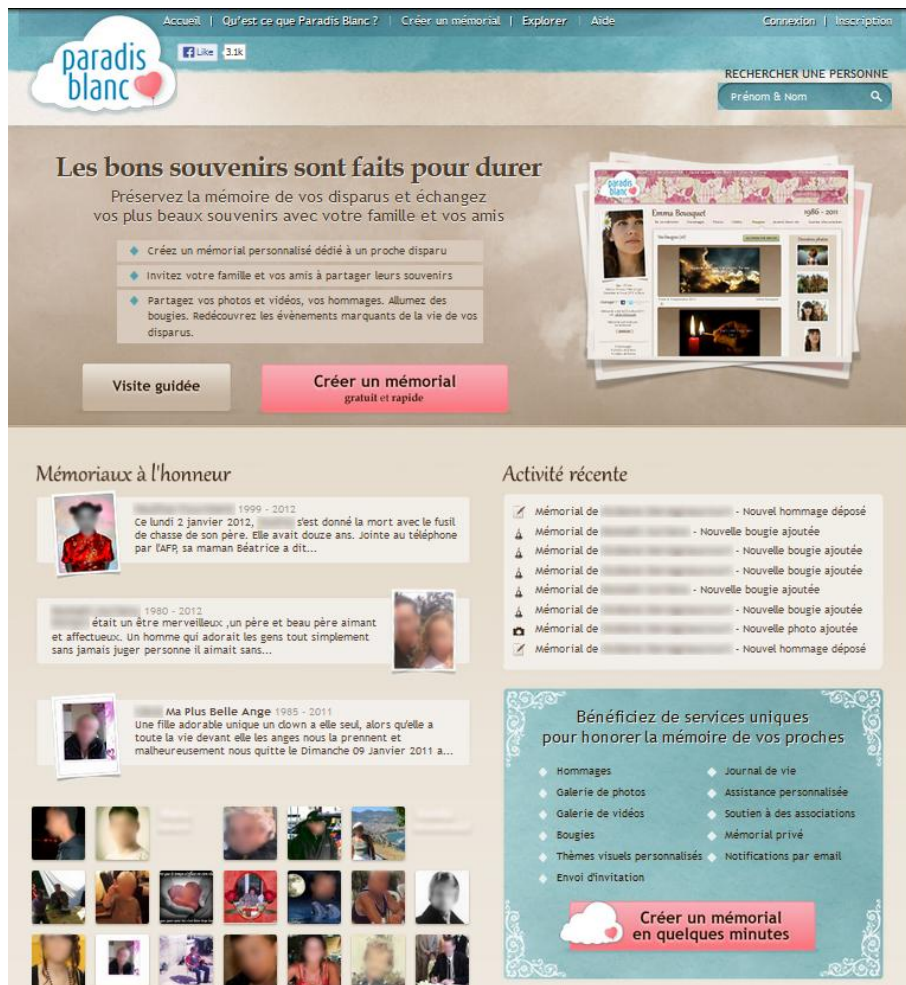 Accueil | Qu'est ce que Paradis Blanc ? | Créer un mémorial | Explorer | Aide
Connexion | Inscription
paradis
blanc
Like 3.1k
RECHERCHER UNE PERSONNE
Prénom & Nom
Les bons souvenirs sont faits pour durer
Préservez la mémoire de vos disparus et échangez
vos plus beaux souvenirs avec votre famille et vos amis
Créez un mémorial personnalisé dédié à un proche disparu
Invitez votre famille et vos amis à partager leurs souvenirs
Partagez vos photos et vidéos, vos hommages. Allumez des
bougies. Redécouvrez les évènements marquants de la vie de vos
disparus.
Visite guidée
Créer un mémorial
gratuit et rapide
paradis
blanc
Emma Bousquet
1986 - 2011
Mémoriaux à l'honneur
1999 - 2012
Ce lundi 2 janvier 2012, s'est donné la mort avec le fusil
de chasse de son père. Elle avait douze ans. Jointe au téléphone
par l'AFP, sa maman Béatrice a dit...
1980 - 2012
était un être merveilleux ,un père et beau père aimant
et affectueux. Un homme qui adorait les gens tout simplement
sans jamais juger personne il aimait sans...
Ma Plus Belle Ange 1985 - 2011
Une fille adorable unique un clown a elle seul, alors qu'elle a
toute la vie devant elle les anges nous la prennent et
malheureusement nous quitte le Dimanche 09 Janvier 2011 a...
Activité récente
Mémorial de - Nouvel hommage déposé
Mémorial de - Nouvelle bougie ajoutée
Mémorial de - Nouvelle bougie ajoutée
Mémorial de - Nouvelle bougie ajoutée
Mémorial de - Nouvelle bougie ajoutée
Mémorial de - Nouvelle bougie ajoutée
Mémorial de - Nouvelle photo ajoutée
Mémorial de - Nouvel hommage déposé
Bénéficiez de services uniques
pour honorer la mémoire de vos proches
Hommages
Galerie de photos
Galerie de vidéos
Bougies
Thèmes visuels personnalisés
Envoi d'invitation
Journal de vie
Assistance personnalisée
Soutien à des associations
Mémorial privé
Notifications par email
Créer un mémorial
en quelques minutes